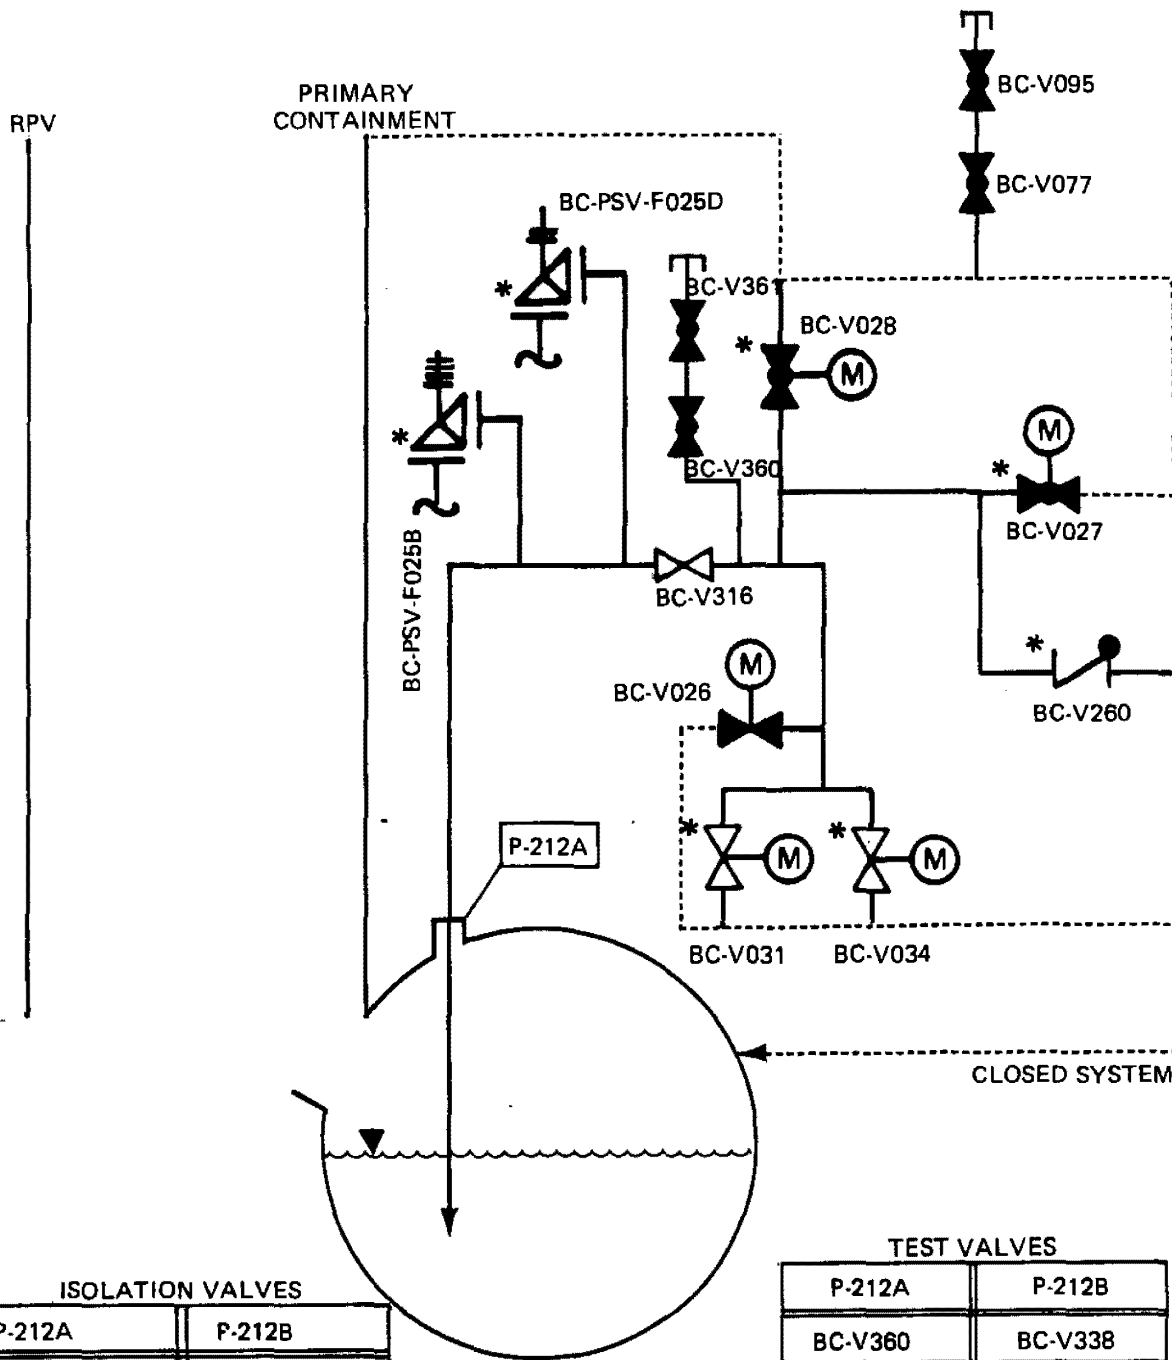 RPV
PRIMARY
CONTAINMENT
BC-V095
BC-V077
BC-PSV-F025D
*
BC-V361
BC-V028
*
M
*
BC-PSV-F025B
BC-V360
M
*
BC-V027
BC-V316
M
BC-V026
*
BC-V260
P-212A
*
M
*
M
BC-V031
BC-V034
CLOSED SYSTEM
ISOLATION VALVES
P-212A
P-212B
TEST VALVES
P-212A
P-212B
BC-V360
BC-V338